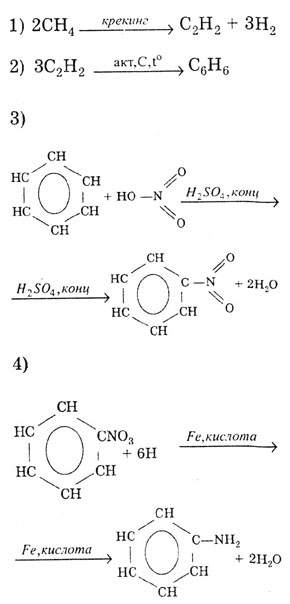 1) 2CH₄ крекинг C₂H₂ + 3H₂
2) 3C₂H₂ акт,C,tº C₆H₆
3)
CH
HC CH
HC CH
CH
+ HO—N O O
H₂SO₄,конц
H₂SO₄,конц
CH
HC C—N O O
HC CH
CH
+ 2H₂O
4)
CH
HC CNO₃
HC CH
CH
+ 6H
Fe,кислота
Fe,кислота
CH
HC C—NH₂
HC CH
CH
+ 2H₂O